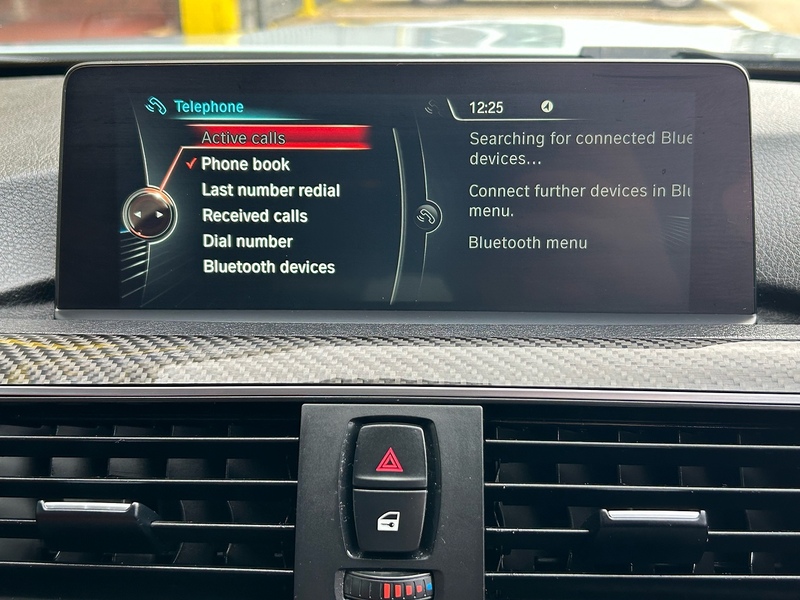 Telephone
Active calls
Phone book
Last number redial
Received calls
Dial number
Bluetooth devices
12:25
Searching for connected Blue
devices...
Connect further devices in Blu
menu.
Bluetooth menu